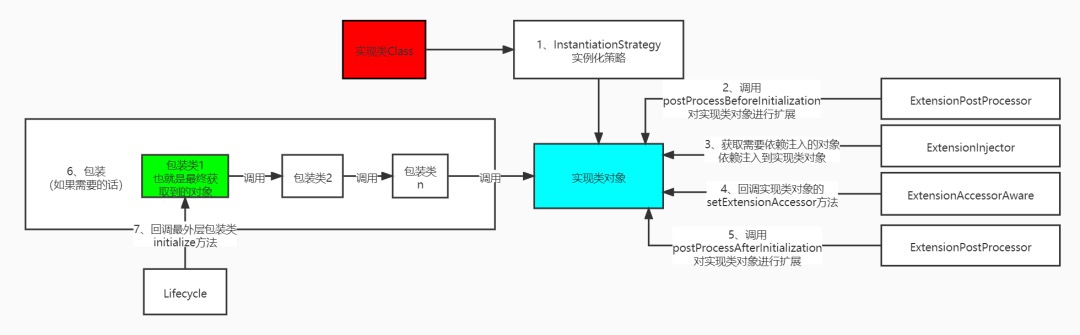 实现类Class
1、InstantiationStrategy
实例化策略
2、调用
postProcessBeforeInitialization
对实现类对象进行扩展
ExtensionPostProcessor
3、获取需要依赖注入的对象
依赖注入到实现类对象
ExtensionInjector
6、包装
（如果需要的话）
包装类1
也就是最终获
取到的对象
调用
包装类2
调用
包装类
n
调用
实现类对象
4、回调实现类对象的
setExtensionAccessor方法
ExtensionAccessorAware
7、回调最外层包装类
initialize方法
5、调用
postProcessAfterInitialization
对实现类对象进行扩展
ExtensionPostProcessor
Lifecycle